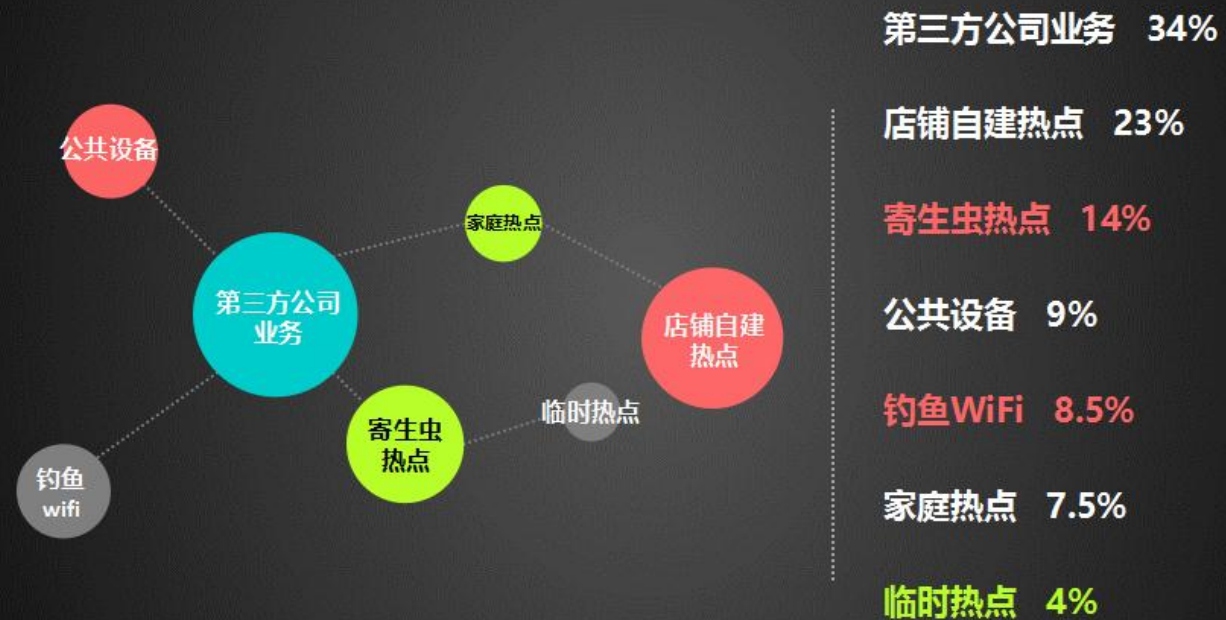 公共设备
家庭热点
第三方公司
业务
店铺自建
热点
临时热点
寄生虫
热点
钓鱼
wifi
第三方公司业务 34%
店铺自建热点 23%
寄生虫热点 14%
公共设备 9%
钓鱼WiFi 8.5%
家庭热点 7.5%
临时热点 4%